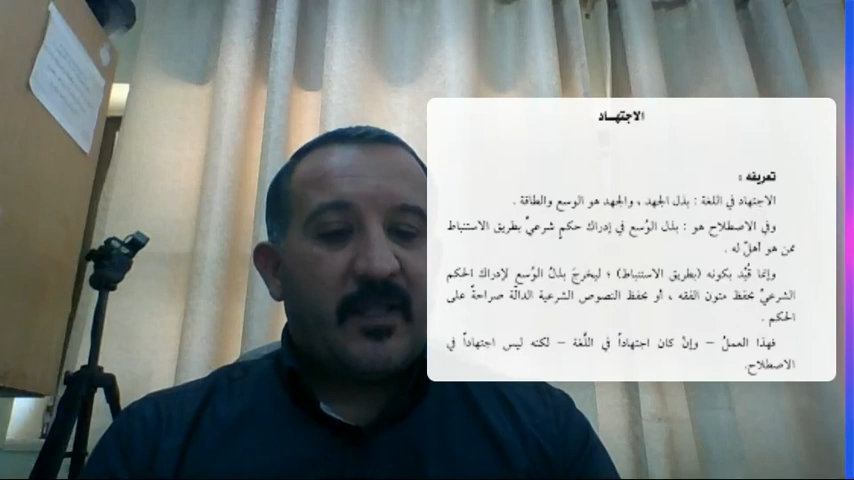 الاجتهـاد
تعريفه :
الاجتهاد في اللغة : بذل الجهد ، والجهد هو الوسع والطاقة .
وفي الاصطلاح هو : بذل الوُسع في إدراك حكمٍ شرعيٍّ بطريق الاستنباط
ممن هو أهلٌ له .
وإنما قُيِّد بكونه (بطريق الاستنباط) ؛ ليخرجَ بذلُ الوُسع لإدراك الحكم
الشرعيِّ بحفظ متون الفقه ، أو بحفظ النصوص الشرعية الدالّة صراحةً على
الحكم .
فهذا العملُ – وإنْ كان اجتهاداً في اللُّغة – لكنه ليس اجتهاداً في
الاصطلاح.